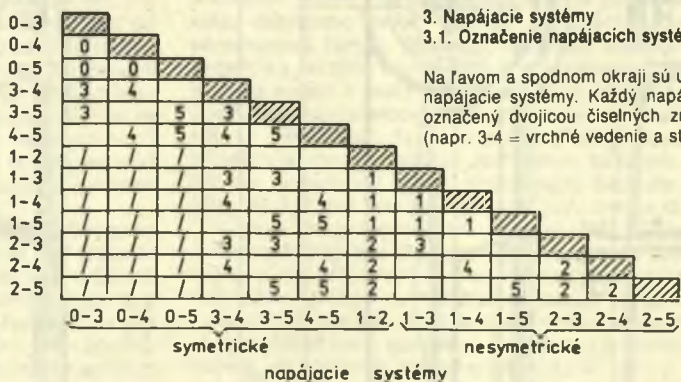 3. Napájacie systémy
3.1. Označenie napájacích
Na ľavom a spodnom okraji sú
napájacie systémy. Každý
označený dvojicou číselných
(napr. 3-4 = vrchné vedenie a
0-3
0-4 0
0-5 0 0
3-4 3 4
3-5 3 5 3
4-5 4 5 4 5
1-2 / / /
1-3 / / / 3 3 1
1-4 / / / 4 4 1 1
1-5 / / / 5 5 1 1 1
2-3 / / / 3 3 2 3
2-4 / / / 4 4 2 4 2
2-5 / / / 5 5 2 5 2 2
0-3 0-4 0-5 3-4 3-5 4-5 1-2 1-3 1-4 1-5 2-3 2-4 2-5
symetrické nesymetrické
napájacie systémy